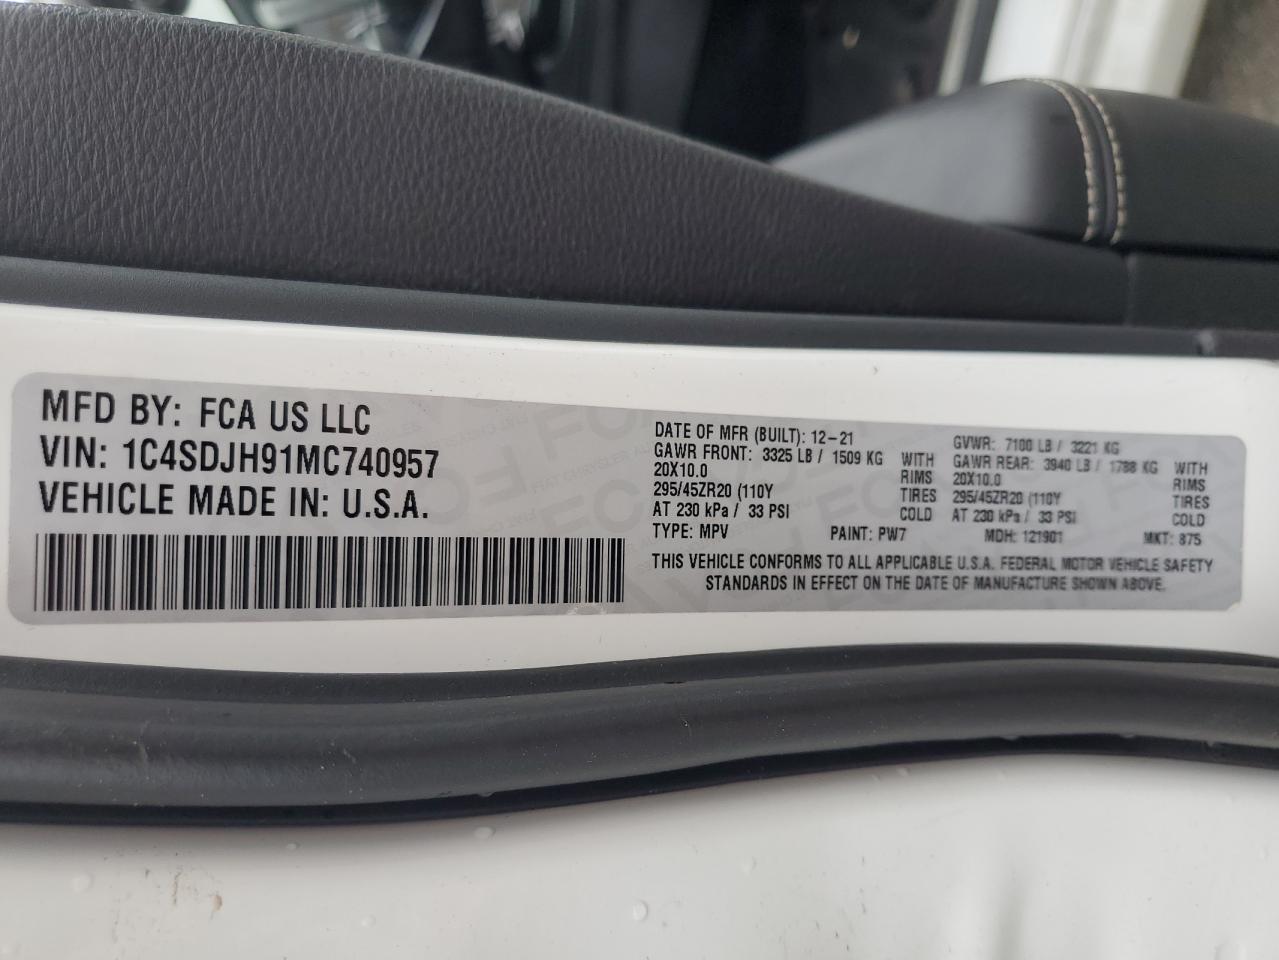 MFD BY: FCA US LLC
VIN: 1C4SDJH91MC740957
VEHICLE MADE IN: U.S.A.
DATE OF MFR (BUILT): 12-21
GAWR FRONT: 3325 LB / 1509 KG WITH
20X10.0 RIMS
295/45ZR20 (110Y TIRES
AT 230 kPa / 33 PSI COLD
TYPE: MPV PAINT: PW7
GVWR: 7100 LB / 3221 KG
GAWR REAR: 3940 LB / 1788 KG WITH
20X10.0 RIMS
295/45ZR20 (110Y TIRES
AT 230 kPa / 33 PSI COLD
MDH: 121901 MKT: 875
THIS VEHICLE CONFORMS TO ALL APPLICABLE U.S.A. FEDERAL MOTOR VEHICLE SAFETY
STANDARDS IN EFFECT ON THE DATE OF MANUFACTURE SHOWN ABOVE.